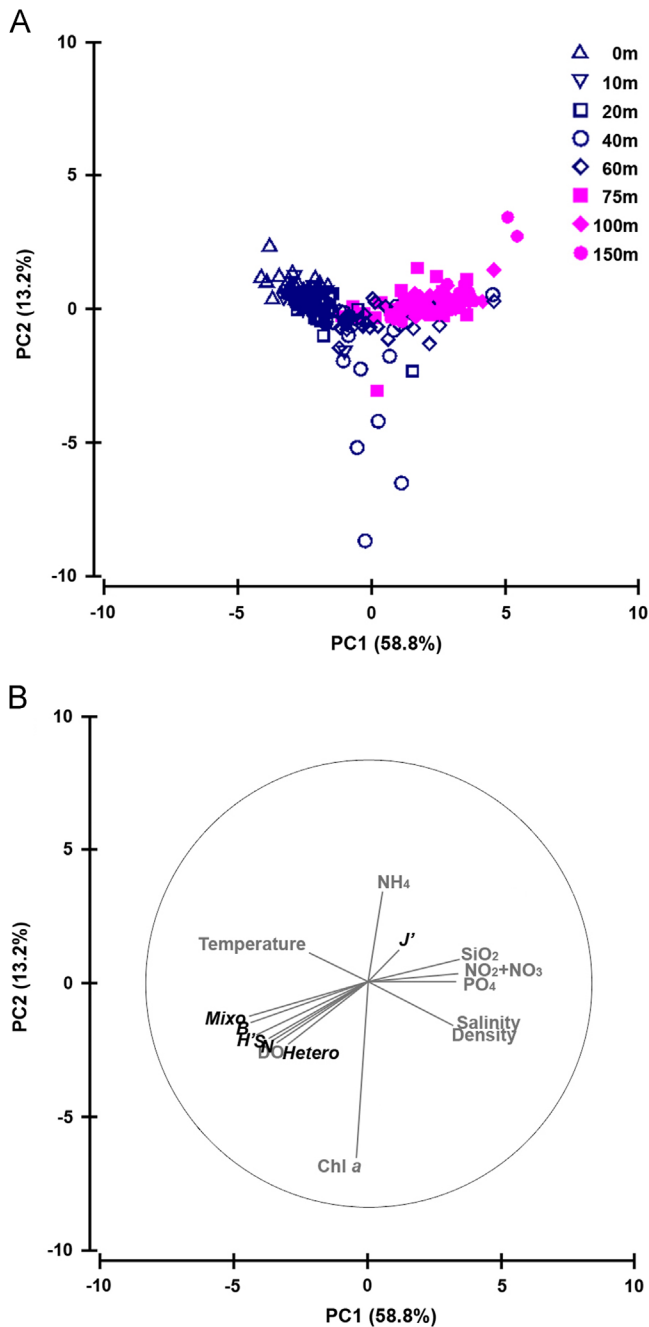 A
10
5
0
-5
-10
PC2 (13.2%)
-10 -5 0 5 10
PC1 (58.8%)
0m
10m
20m
40m
60m
75m
100m
150m
B
10
5
0
-5
-10
PC2 (13.2%)
NH₄
J’
Temperature
SiO₂
NO₂+NO₃
PO₄
Salinity
Density
Mixo
B
H’ S
N
DO Hetero
Chl a
-10 -5 0 5 10
PC1 (58.8%)